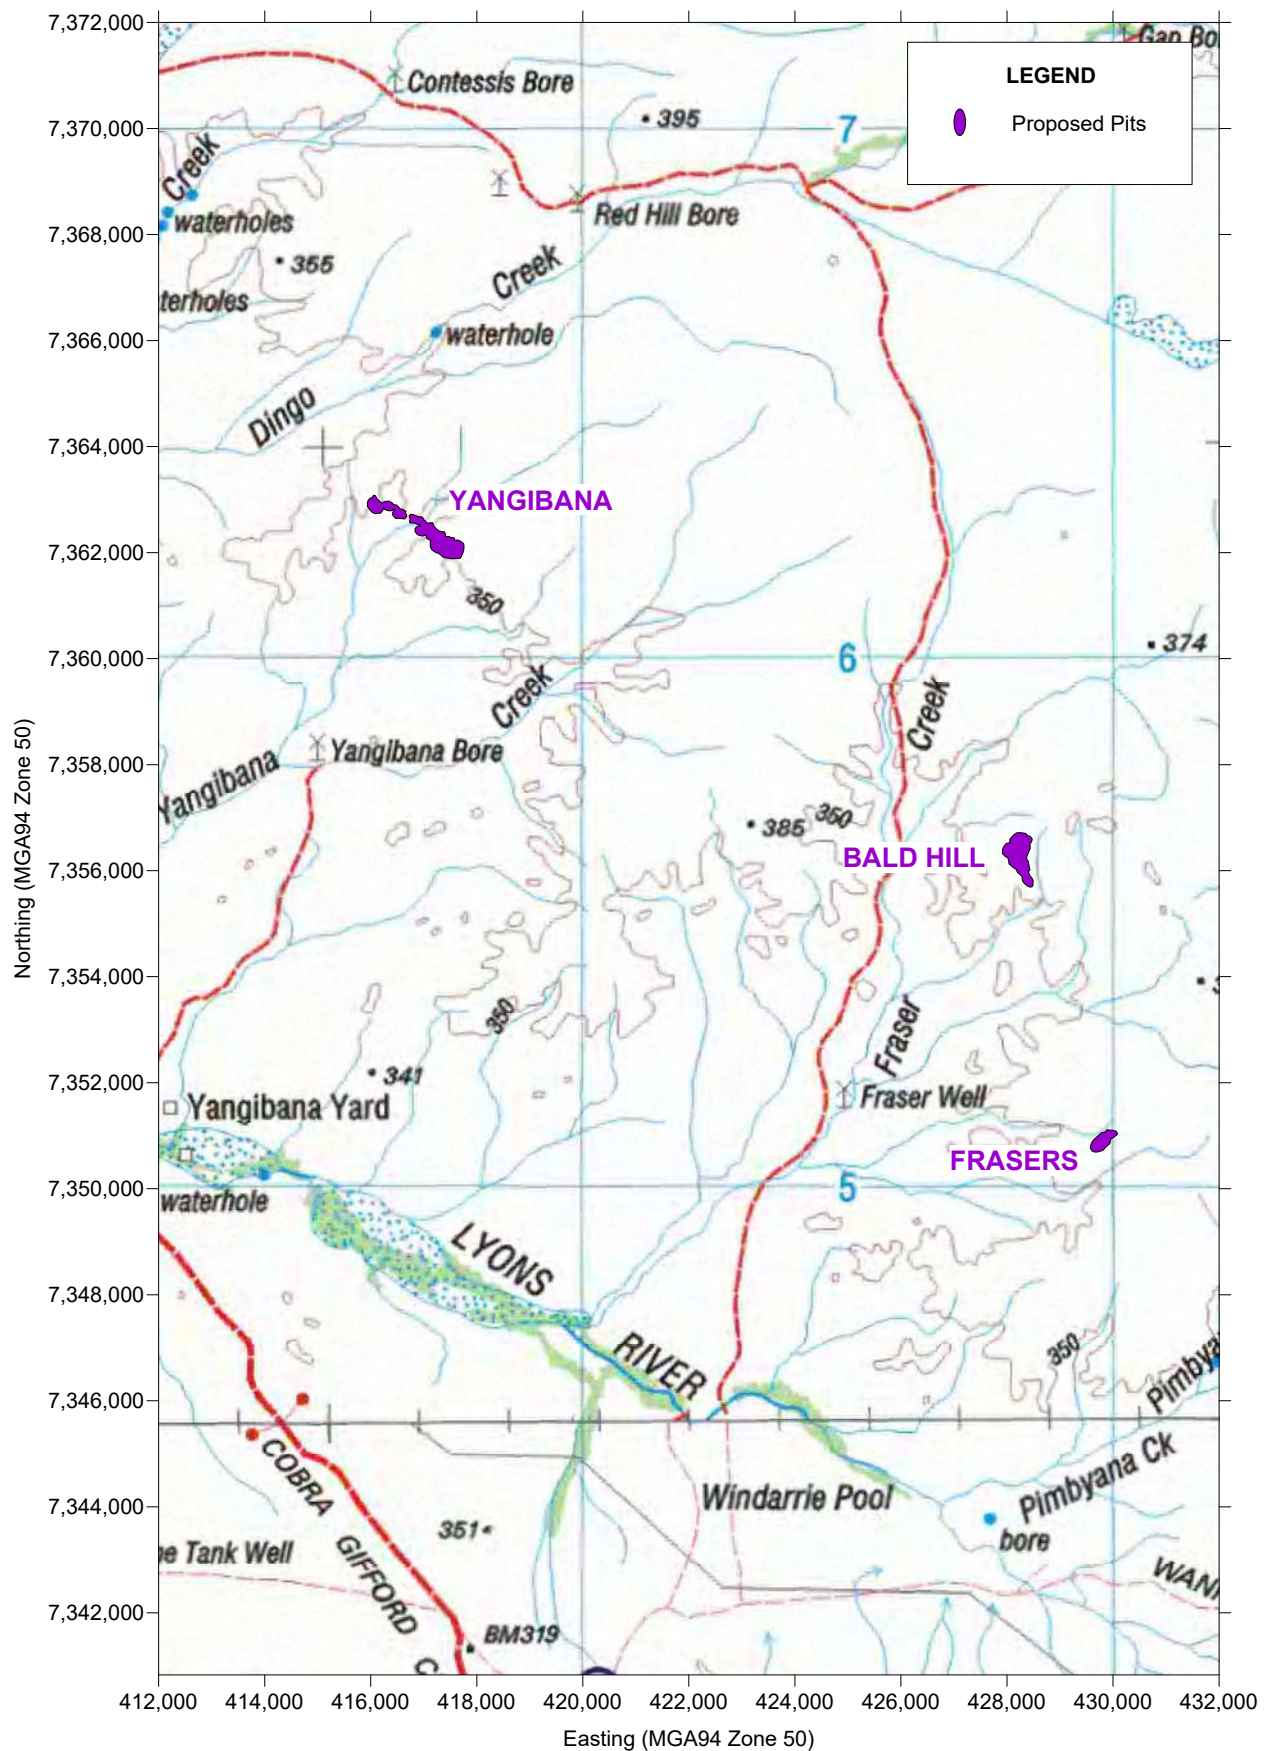 7,372,000
Gap Bo
LEGEND
Proposed Pits
Contessis Bore
395
7,370,000
7
Creek
waterholes
Red Hill Bore
7,368,000
355
Creek
terholes
waterhole
7,366,000
Dingo
7,364,000
YANGIBANA
7,362,000
350
374
7,360,000
6
Creek
Creek
Yangibana Bore
7,358,000
Yangibana
385
350
BALD HILL
7,356,000
7,354,000
350
Fraser
7,352,000
341
Fraser Well
Yangibana Yard
FRASERS
7,350,000
5
waterhole
LYONS
7,348,000
RIVER
350
Pimbya
7,346,000
COBRA
Pimbyana Ck
Windarrie Pool
7,344,000
351
bore
ne Tank Well
GIFFORD
WAN
7,342,000
BM319
C
412,000 414,000 416,000 418,000 420,000 422,000 424,000 426,000 428,000 430,000 432,000
Easting (MGA94 Zone 50)
Northing (MGA94 Zone 50)